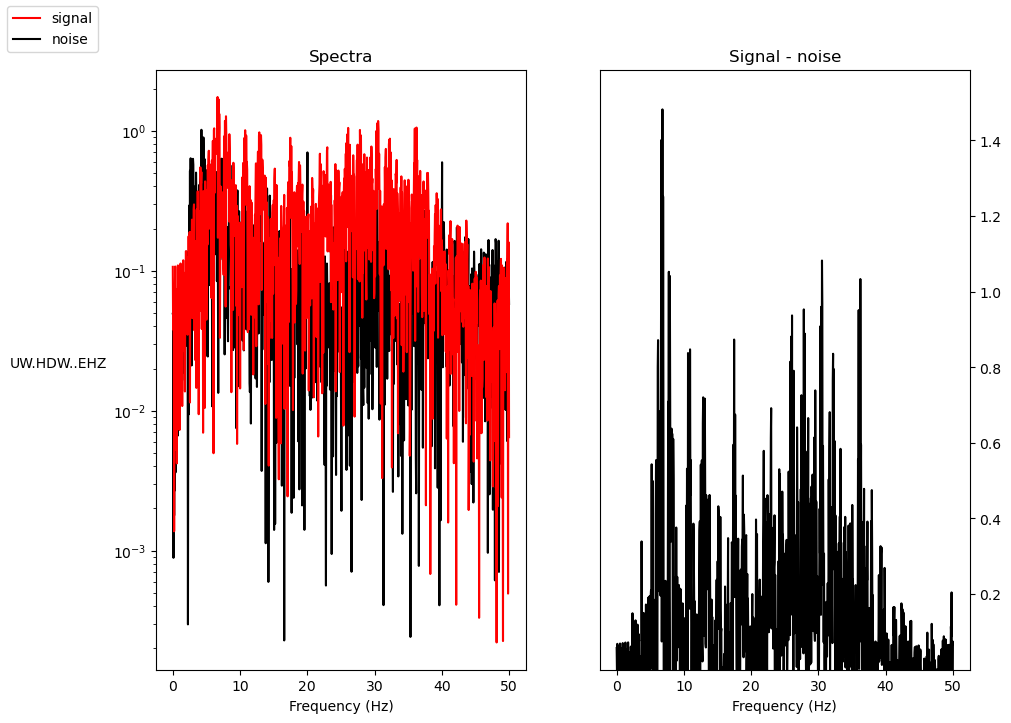 signal
noise
Spectra
Signal - noise
UW.HDW..EHZ
10⁰
10⁻¹
10⁻²
10⁻³
0 10 20 30 40 50
Frequency (Hz)
1.4
1.2
1.0
0.8
0.6
0.4
0.2
0 10 20 30 40 50
Frequency (Hz)